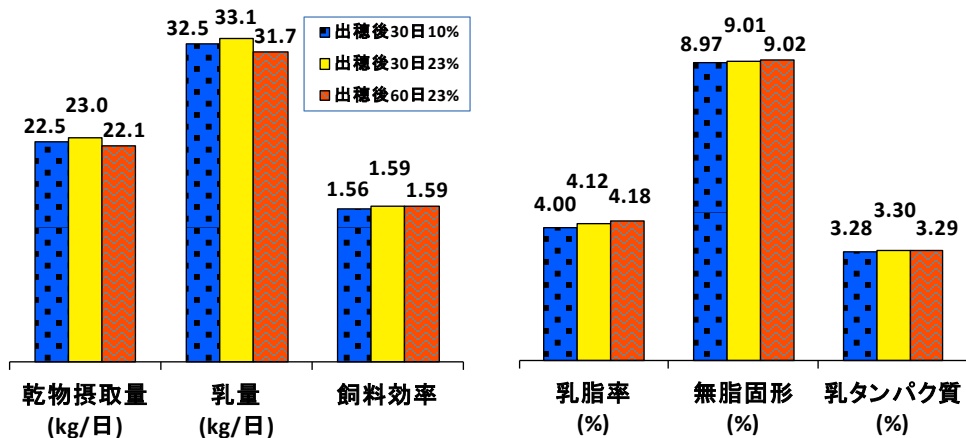 出穂後30日10%
出穂後30日23%
出穂後60日23%
22.5
23.0
22.1
32.5
33.1
31.7
1.56
1.59
1.59
乾物摂取量
(kg/日)
乳量
(kg/日)
飼料効率
4.00
4.12
4.18
8.97
9.01
9.02
3.28
3.30
3.29
乳脂率
(%)
無脂固形
(%)
乳タンパク質
(%)